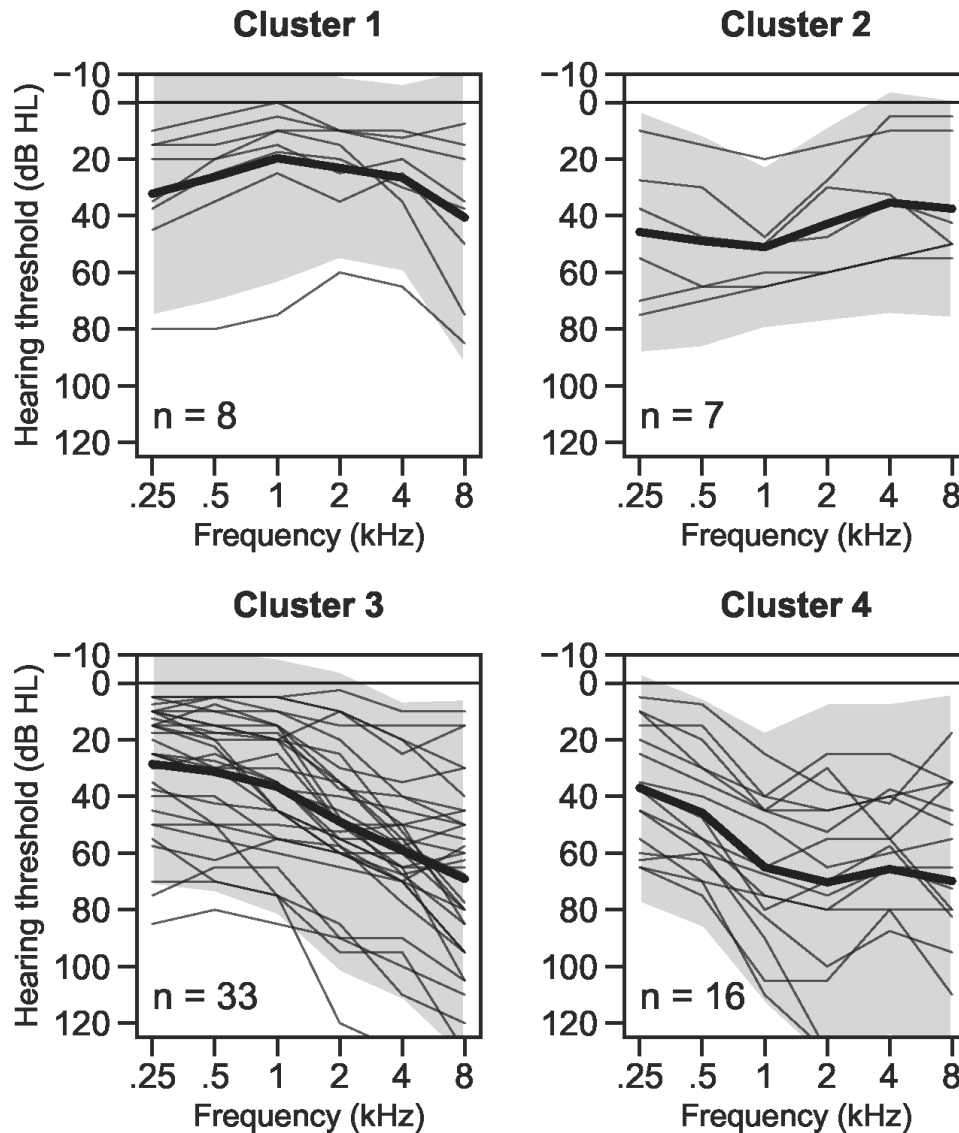 Cluster 1
Cluster 2
Hearing threshold (dB HL)
−10
0
20
40
60
80
100
120
n = 8
.25 .5 1 2 4 8
Frequency (kHz)
−10
0
20
40
60
80
100
120
n = 7
.25 .5 1 2 4 8
Frequency (kHz)
Cluster 3
Cluster 4
Hearing threshold (dB HL)
−10
0
20
40
60
80
100
120
n = 33
.25 .5 1 2 4 8
Frequency (kHz)
−10
0
20
40
60
80
100
120
n = 16
.25 .5 1 2 4 8
Frequency (kHz)